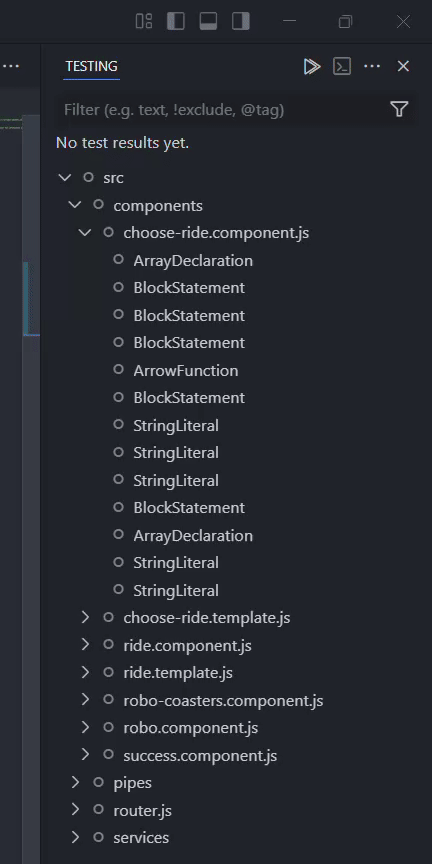 TESTING
Filter (e.g. text, !exclude, @tag)
No test results yet.
src
components
choose-ride.component.js
ArrayDeclaration
BlockStatement
BlockStatement
BlockStatement
ArrowFunction
BlockStatement
StringLiteral
StringLiteral
StringLiteral
BlockStatement
ArrayDeclaration
StringLiteral
StringLiteral
choose-ride.template.js
ride.component.js
ride.template.js
robo-coasters.component.js
robo.component.js
success.component.js
pipes
router.js
services